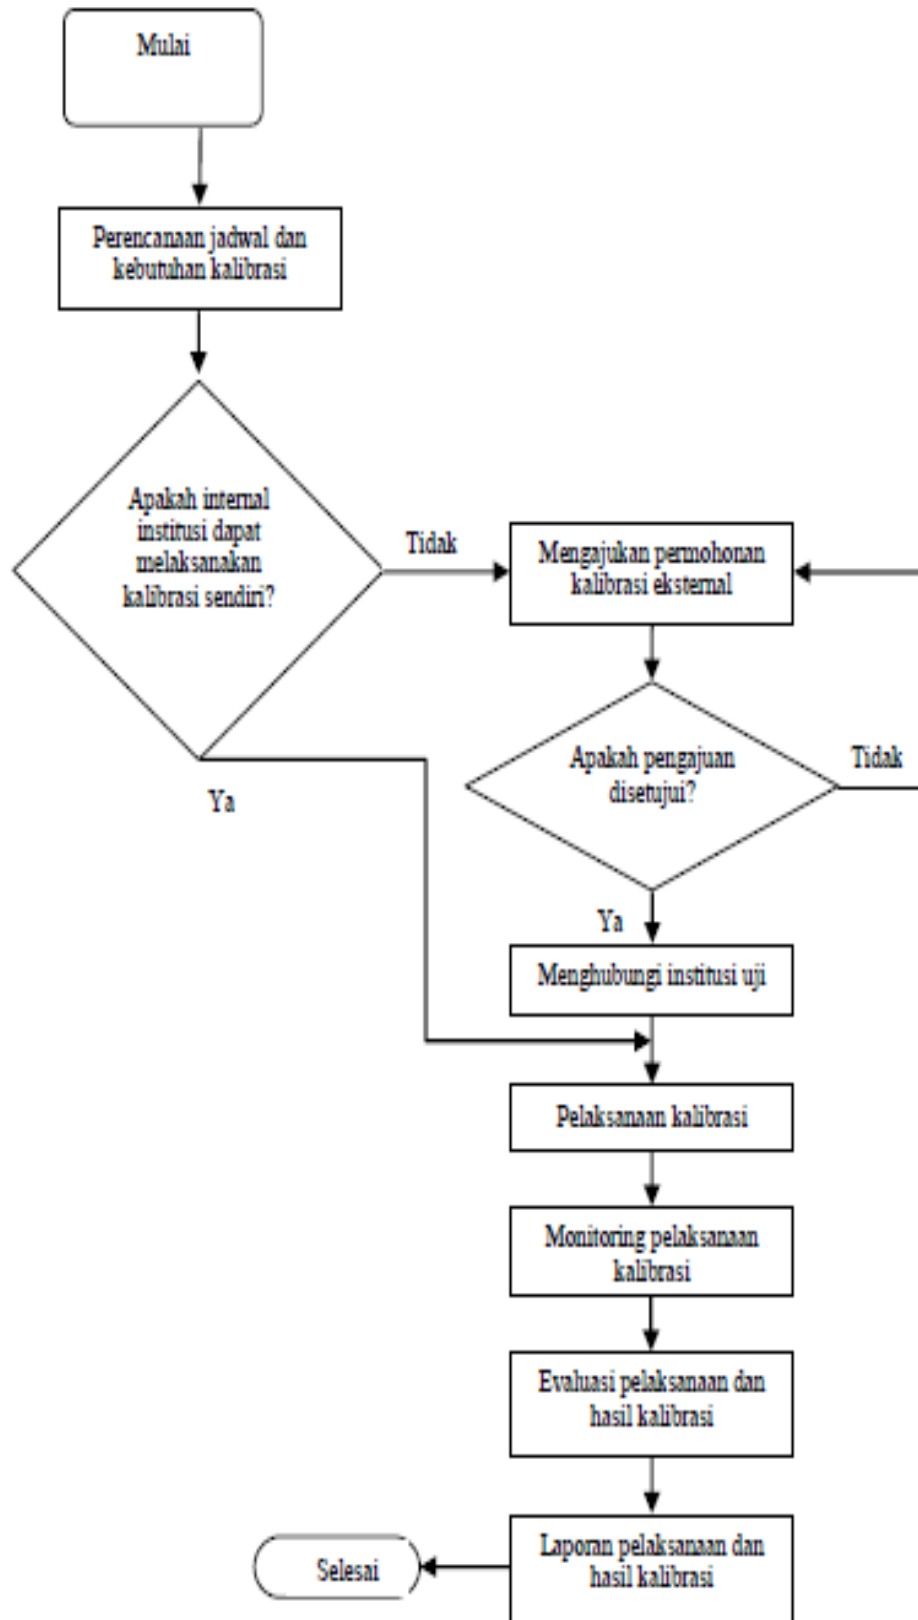 Mulai
Perencanaan jadwal dan
kebutuhan kalibrasi
Apakah internal
institusi dapat
melaksanakan
kalibrasi sendiri?
Tidak
Mengajukan permohonan
kalibrasi eksternal
Apakah pengajuan
disetujui?
Tidak
Ya
Ya
Menghubungi institusi uji
Pelaksanaan kalibrasi
Monitoring pelaksanaan
kalibrasi
Evaluasi pelaksanaan dan
hasil kalibrasi
Laporan pelaksanaan dan
hasil kalibrasi
Selesai